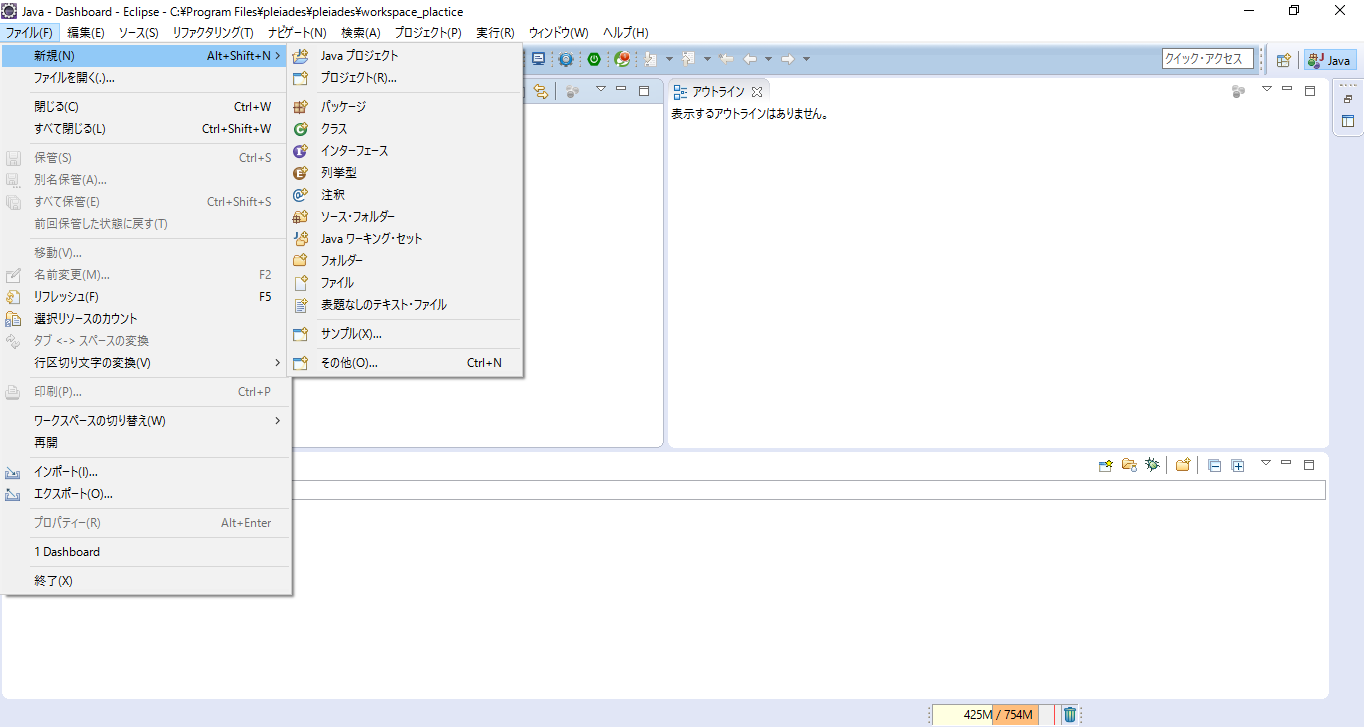 Java - Dashboard - Eclipse - C:¥Program Files¥pleiades¥pleiades¥workspace_plactice
ファイル(F) 編集(E) ソース(S) リファクタリング(T) ナビゲート(N) 検索(A) プロジェクト(P) 実行(R) ウィンドウ(W) ヘルプ(H)
クイック・アクセス
Java
新規(N) Alt+Shift+N
ファイルを開く(.)...
閉じる(C) Ctrl+W
すべて閉じる(L) Ctrl+Shift+W
保管(S) Ctrl+S
別名保管(A)...
すべて保管(E) Ctrl+Shift+S
前回保管した状態に戻す(T)
移動(V)...
名前変更(M)... F2
リフレッシュ(F) F5
選択リソースのカウント
タブ <-> スペースの変換
行区切り文字の変換(V)
印刷(P)... Ctrl+P
ワークスペースの切り替え(W)
再開
インポート(I)...
エクスポート(O)...
プロパティー(R) Alt+Enter
1 Dashboard
終了(X)
Java プロジェクト
プロジェクト(R)...
パッケージ
クラス
インターフェース
列挙型
注釈
ソース・フォルダー
Java ワーキング・セット
フォルダー
ファイル
表題なしのテキスト・ファイル
サンプル(X)...
その他(O)... Ctrl+N
アウトライン
表示するアウトラインはありません。
425M / 754M